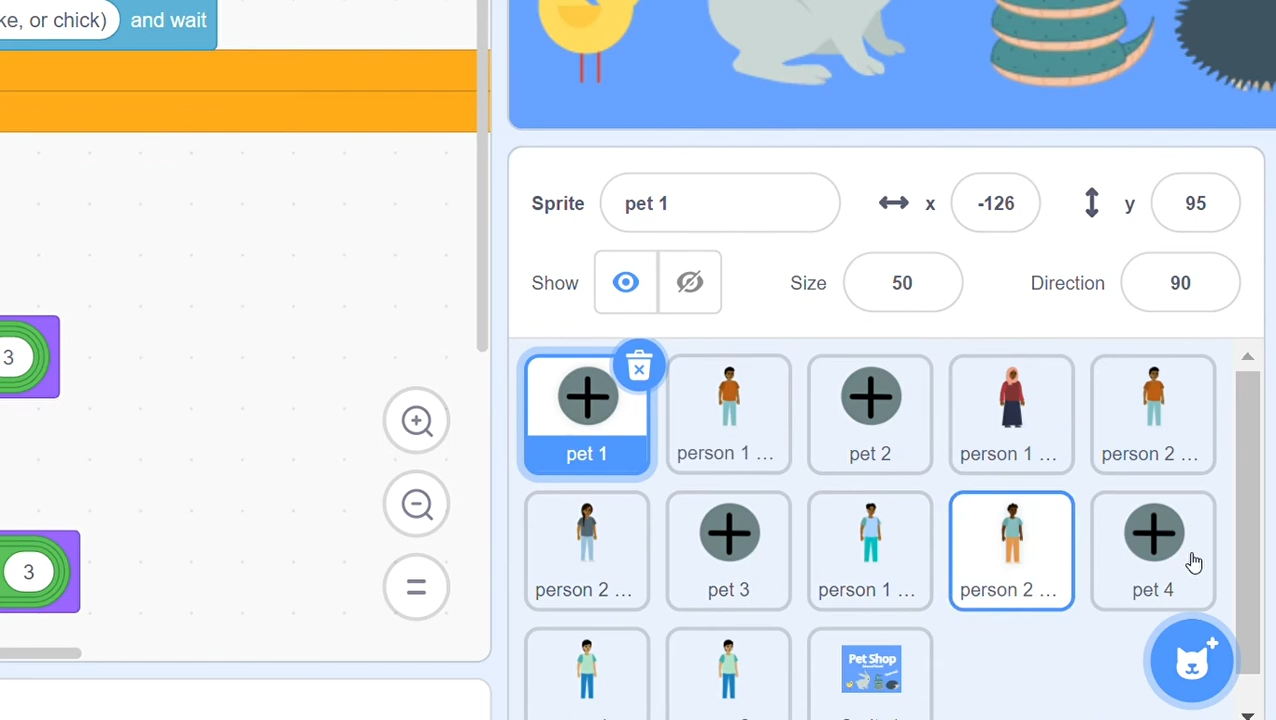 ke, or chick) and wait
3
3
Sprite pet 1 x -126 y 95
Show Size 50 Direction 90
pet 1 person 1 ... pet 2 person 1 ... person 2 ...
person 2 ... pet 3 person 1 ... person 2 ... pet 4
Pet Shop